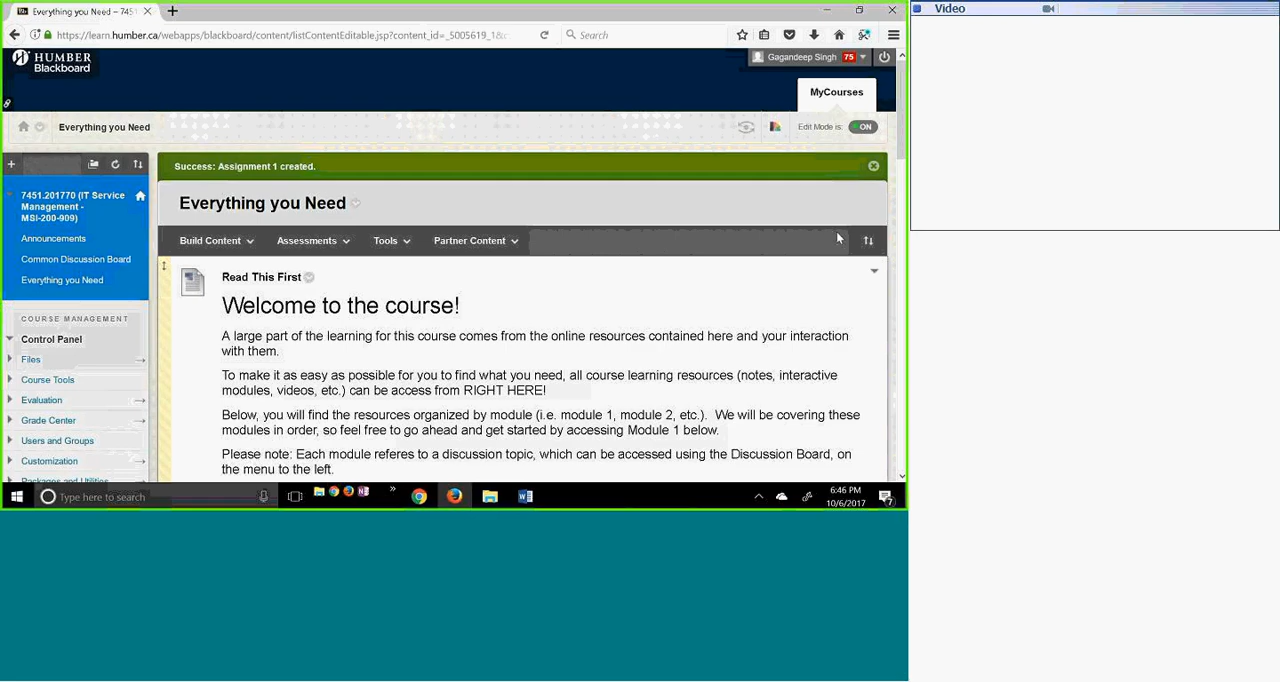 Everything you Need – 745
Video
https://learn.humber.ca/webapps/blackboard/content/listContentEditable.jsp?content_id=_5005619_1&c
Search
HUMBER
Blackboard
Gagandeep Singh 75
MyCourses
Everything you Need
Edit Mode is: ON
Success: Assignment 1 created.
7451.201770 (IT Service
Management -
MSI-200-909)
Announcements
Common Discussion Board
Everything you Need
COURSE MANAGEMENT
Control Panel
Files
Course Tools
Evaluation
Grade Center
Users and Groups
Customization
Packages and Utilities
Everything you Need
Build Content Assessments Tools Partner Content
Read This First
Welcome to the course!
A large part of the learning for this course comes from the online resources contained here and your interaction
with them.
To make it as easy as possible for you to find what you need, all course learning resources (notes, interactive
modules, videos, etc.) can be access from RIGHT HERE!
Below, you will find the resources organized by module (i.e. module 1, module 2, etc.). We will be covering these
modules in order, so feel free to go ahead and get started by accessing Module 1 below.
Please note: Each module referes to a discussion topic, which can be accessed using the Discussion Board, on
the menu to the left.
Type here to search
6:46 PM
10/6/2017
7